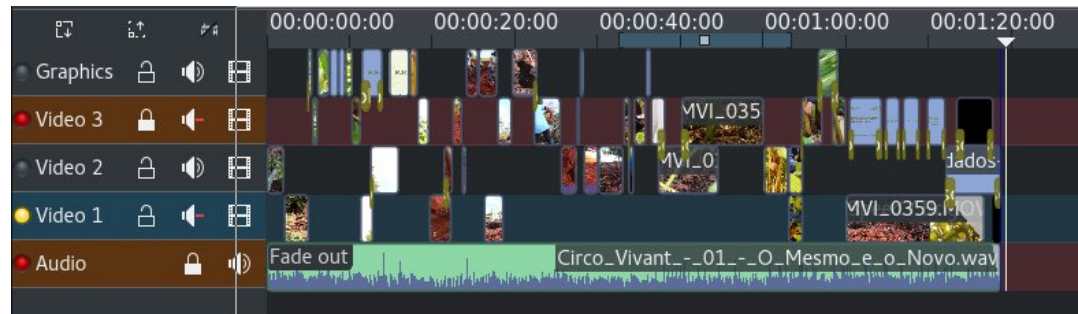 00:00:00:00 00:00:20:00 00:00:40:00 00:01:00:00 00:01:20:00
Graphics
Video 3 MVI_035
Video 2 MVI_0 dados-
Video 1 MVI_0359.MOV
Audio Fade out Circo_Vivant_-_01_-_O_Mesmo_e_o_Novo.wav